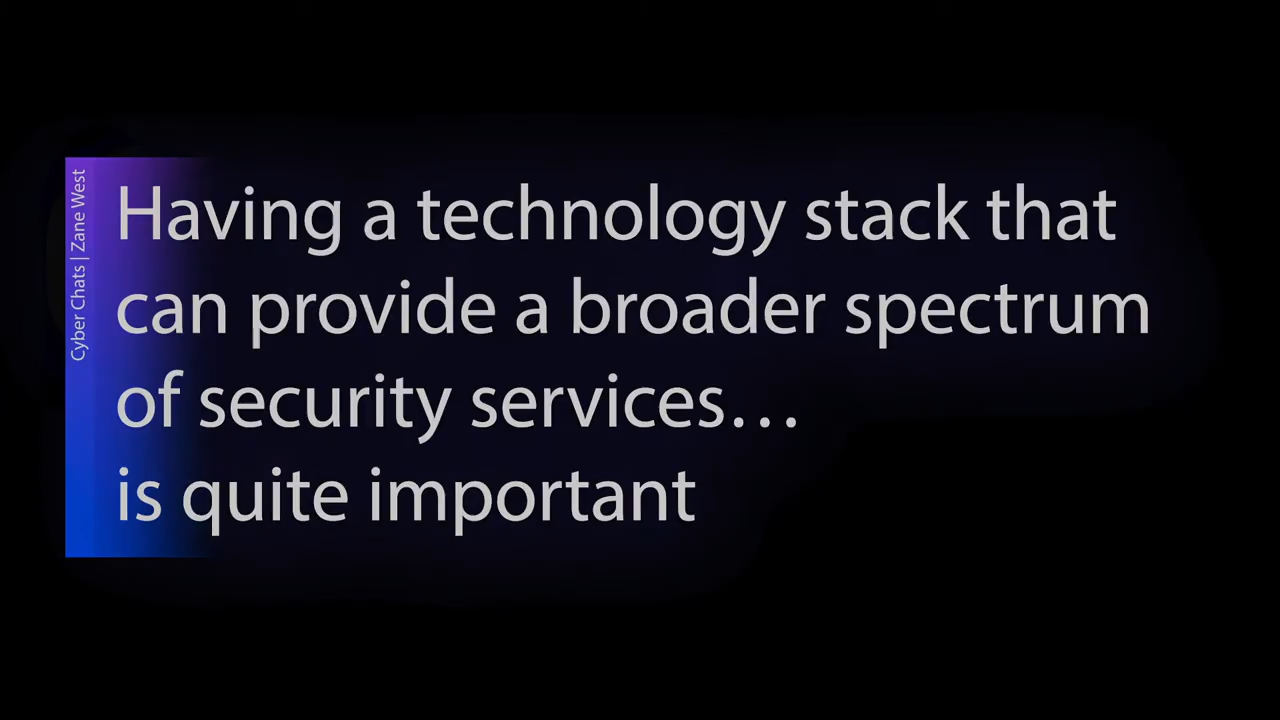 Cyber Chats | Zane West
Having a technology stack that
can provide a broader spectrum
of security services…
is quite important